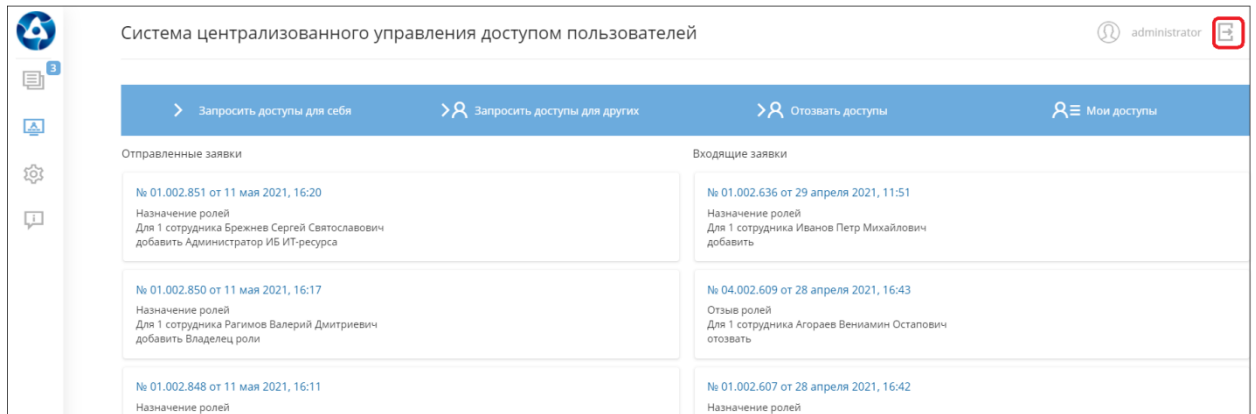 Система централизованного управления доступом пользователей
administrator
3
Запросить доступы для себя
Запросить доступы для других
Отозвать доступы
Мои доступы
Отправленные заявки
№ 01.002.851 от 11 мая 2021, 16:20
Назначение ролей
Для 1 сотрудника Брежнев Сергей Святославович
добавить Администратор ИБ ИТ-ресурса
№ 01.002.850 от 11 мая 2021, 16:17
Назначение ролей
Для 1 сотрудника Рагимов Валерий Дмитриевич
добавить Владелец роли
№ 01.002.848 от 11 мая 2021, 16:11
Назначение ролей
Входящие заявки
№ 01.002.636 от 29 апреля 2021, 11:51
Назначение ролей
Для 1 сотрудника Иванов Петр Михайлович
добавить
№ 04.002.609 от 28 апреля 2021, 16:43
Отзыв ролей
Для 1 сотрудника Агораев Вениамин Остапович
отозвать
№ 01.002.607 от 28 апреля 2021, 16:42
Назначение ролей